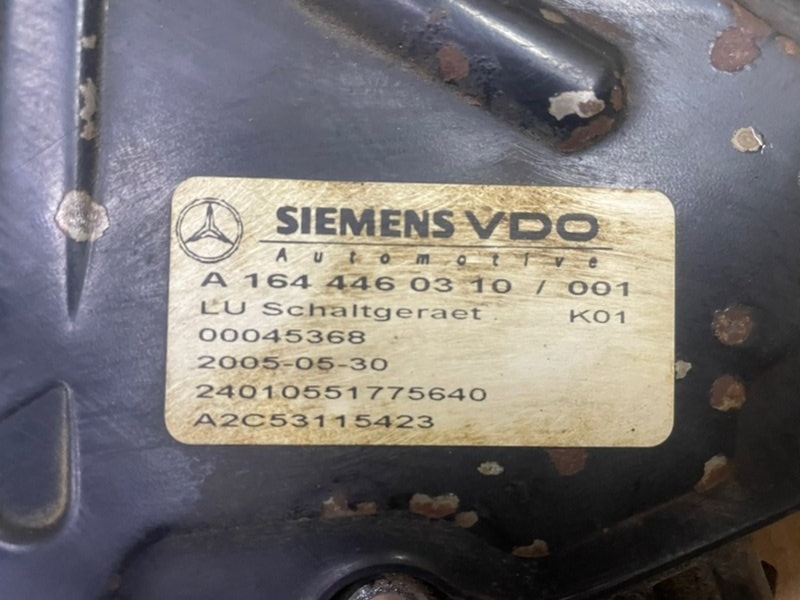 SIEMENS VDO
Automotive
A 164 446 03 10 / 001
LU Schaltgeraet. K01
00045368
2005-05-30
24010551775640
A2C53115423